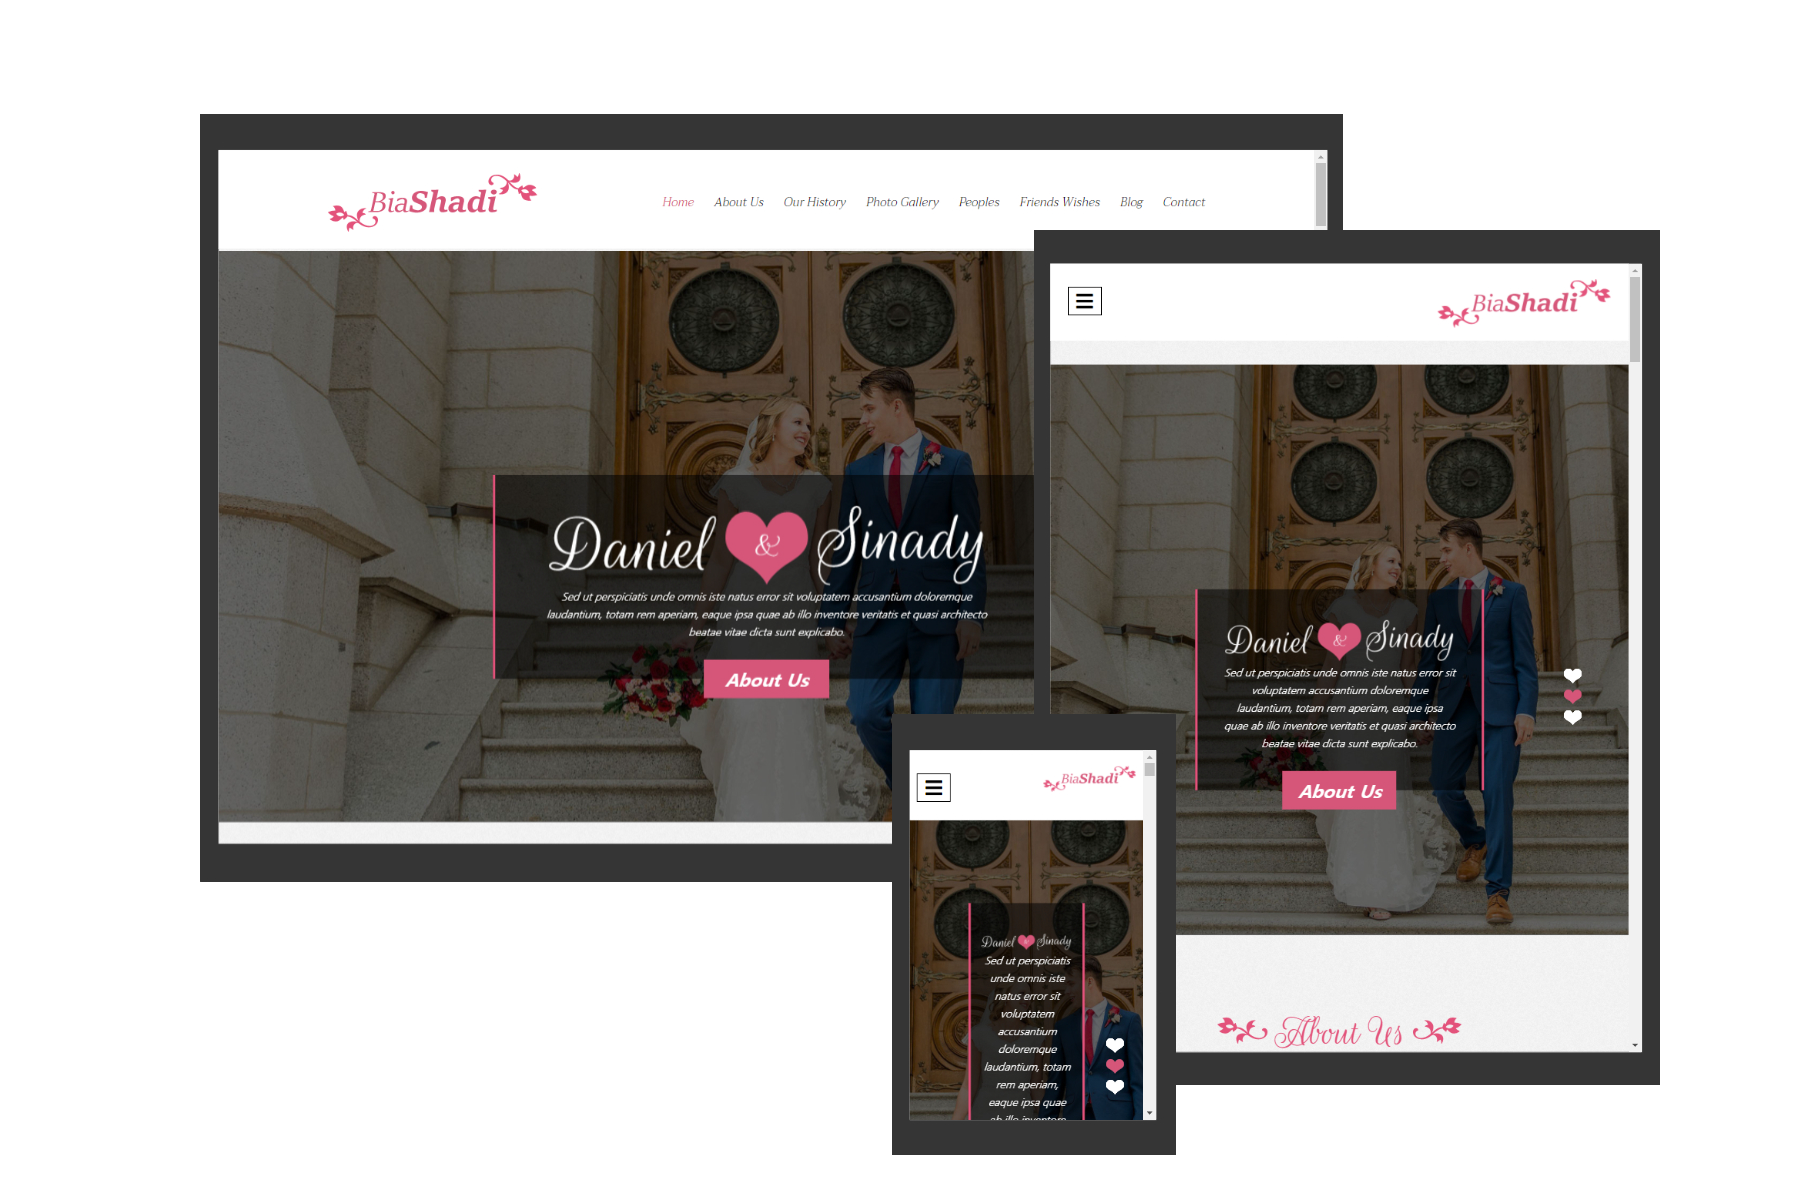 BiaShadi
Home About Us Our History Photo Gallery Peoples Friends Wishes Blog Contact
Daniel & Sinady
Sed ut perspiciatis unde omnis iste natus error sit voluptatem accusantium doloremque
laudantium, totam rem aperiam, eaque ipsa quae ab illo inventore veritatis et quasi architecto
beatae vitae dicta sunt explicabo.
About Us
BiaShadi
Daniel & Sinady
Sed ut perspiciatis unde omnis iste natus error sit
voluptatem accusantium doloremque
laudantium, totam rem aperiam, eaque ipsa
quae ab illo inventore veritatis et quasi architecto
beatae vitae dicta sunt explicabo.
About Us
About Us
BiaShadi
Daniel & Sinady
Sed ut perspiciatis
unde omnis iste
natus error sit
voluptatem
accusantium
doloremque
laudantium, totam
rem aperiam,
eaque ipsa quae
ab illo inventore